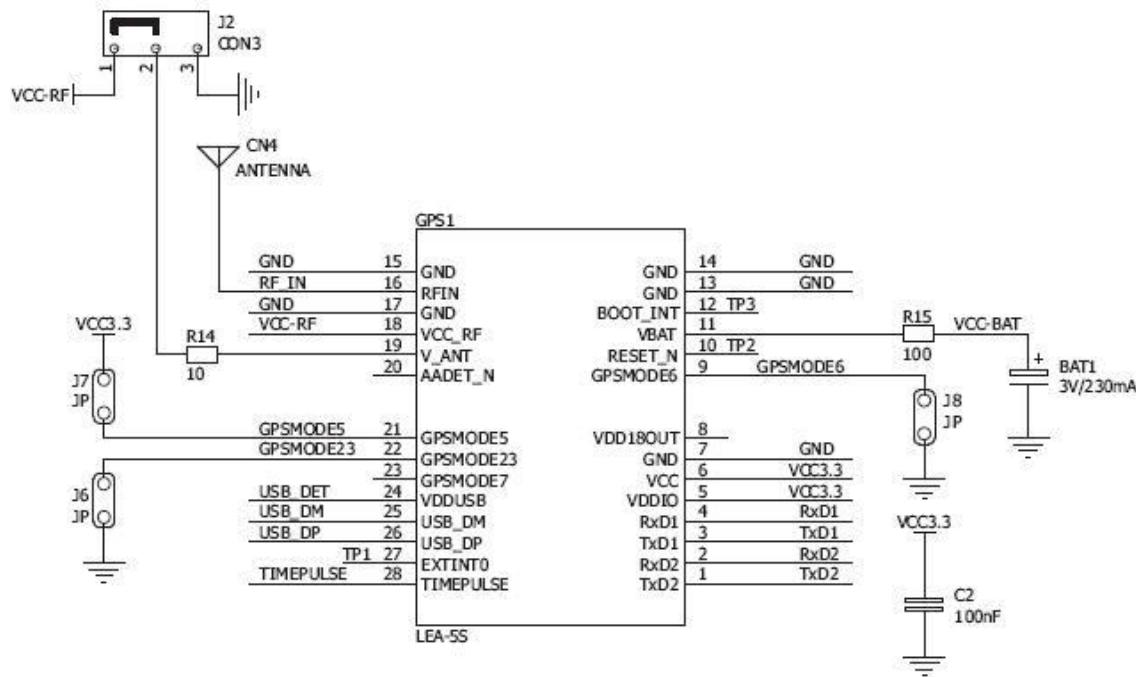 J2
CON3
1 2 3
VCC-RF
CN4
ANTENNA
GPS1
GND 15 GND
RF_IN 16 RFIN
GND 17 GND
VCC-RF 18 VCC_RF
19 V_ANT
20 AADET_N
R14
10
VCC3.3
J7
JP
GPSMODE5 21 GPSMODE5
GPSMODE23 22 GPSMODE23
23 GPSMODE7
USB_DET 24 VDDUSB
USB_DM 25 USB_DM
USB_DP 26 USB_DP
TP1 27 EXTINT0
TIMEPULSE 28 TIMEPULSE
J6
JP
GND 14 GND
GND 13 GND
BOOT_INT 12 TP3
VBAT 11
RESET_N 10 TP2
GPSMODE6 9 GPSMODE6
VDD18OUT 8
GND 7 GND
VCC 6 VCC3.3
VDDIO 5 VCC3.3
RxD1 4 RxD1
TxD1 3 TxD1
RxD2 2 RxD2
TxD2 1 TxD2
LEA-5S
R15
100
VCC-BAT
+
BAT1
3V/230mA
J8
JP
VCC3.3
C2
100nF